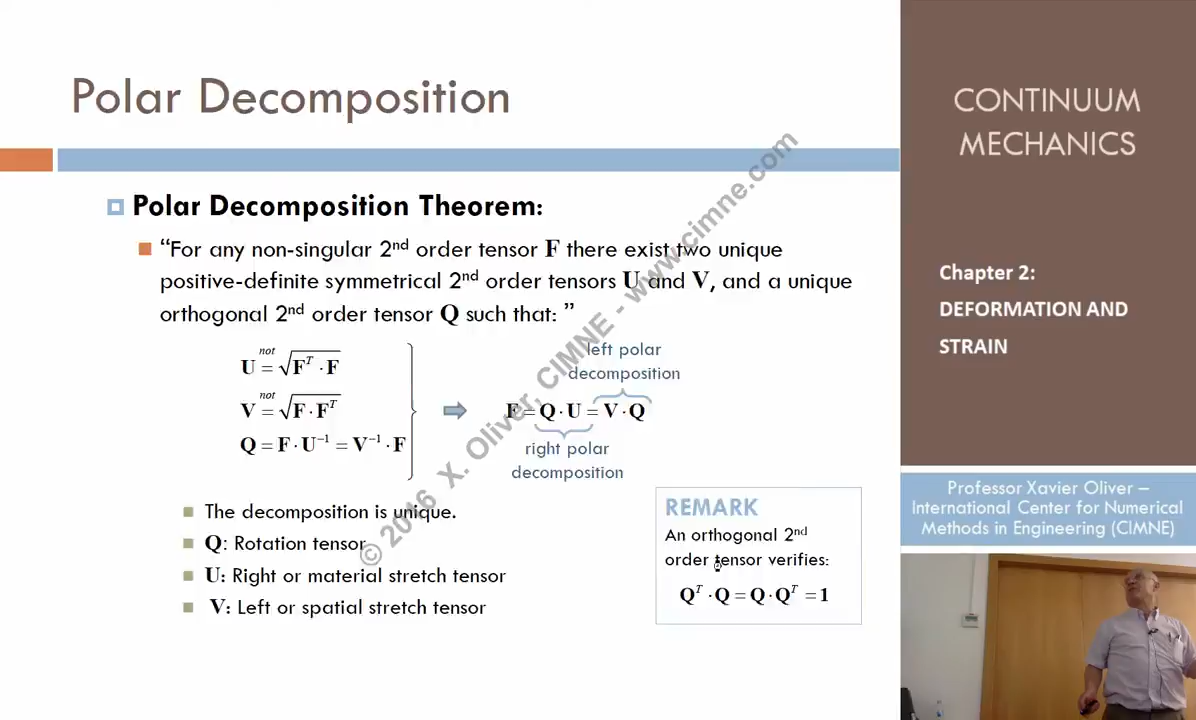 Polar Decomposition
Polar Decomposition Theorem:
“For any non-singular 2nd order tensor F there exist two unique
positive-definite symmetrical 2nd order tensors U and V, and a unique
orthogonal 2nd order tensor Q such that: ”
U \overset{not}{=} √(F^T · F)
V \overset{not}{=} √(F · F^T)
Q = F · U^{-1} = V^{-1} · F
left polar
decomposition
F = Q · U = V · Q
right polar
decomposition
The decomposition is unique.
Q: Rotation tensor
U: Right or material stretch tensor
V: Left or spatial stretch tensor
REMARK
An orthogonal 2nd
order tensor verifies:
Q^T · Q = Q · Q^T = 1
© 2016 X. Oliver, CIMNE - www.cimne.com
CONTINUUM
MECHANICS
Chapter 2:
DEFORMATION AND
STRAIN
Professor Xavier Oliver –
International Center for Numerical
Methods in Engineering (CIMNE)